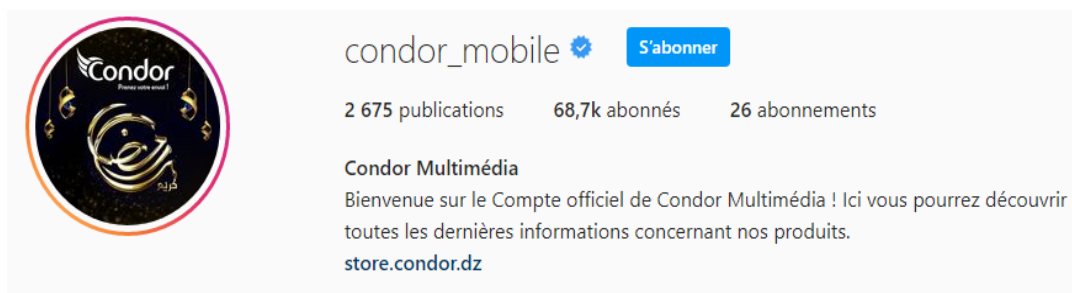 Condor
Prenez votre envol !
رمضان
كريم
condor_mobile
S'abonner
2 675 publications
68,7k abonnés
26 abonnements
Condor Multimédia
Bienvenue sur le Compte officiel de Condor Multimédia ! Ici vous pourrez découvrir
toutes les dernières informations concernant nos produits.
store.condor.dz